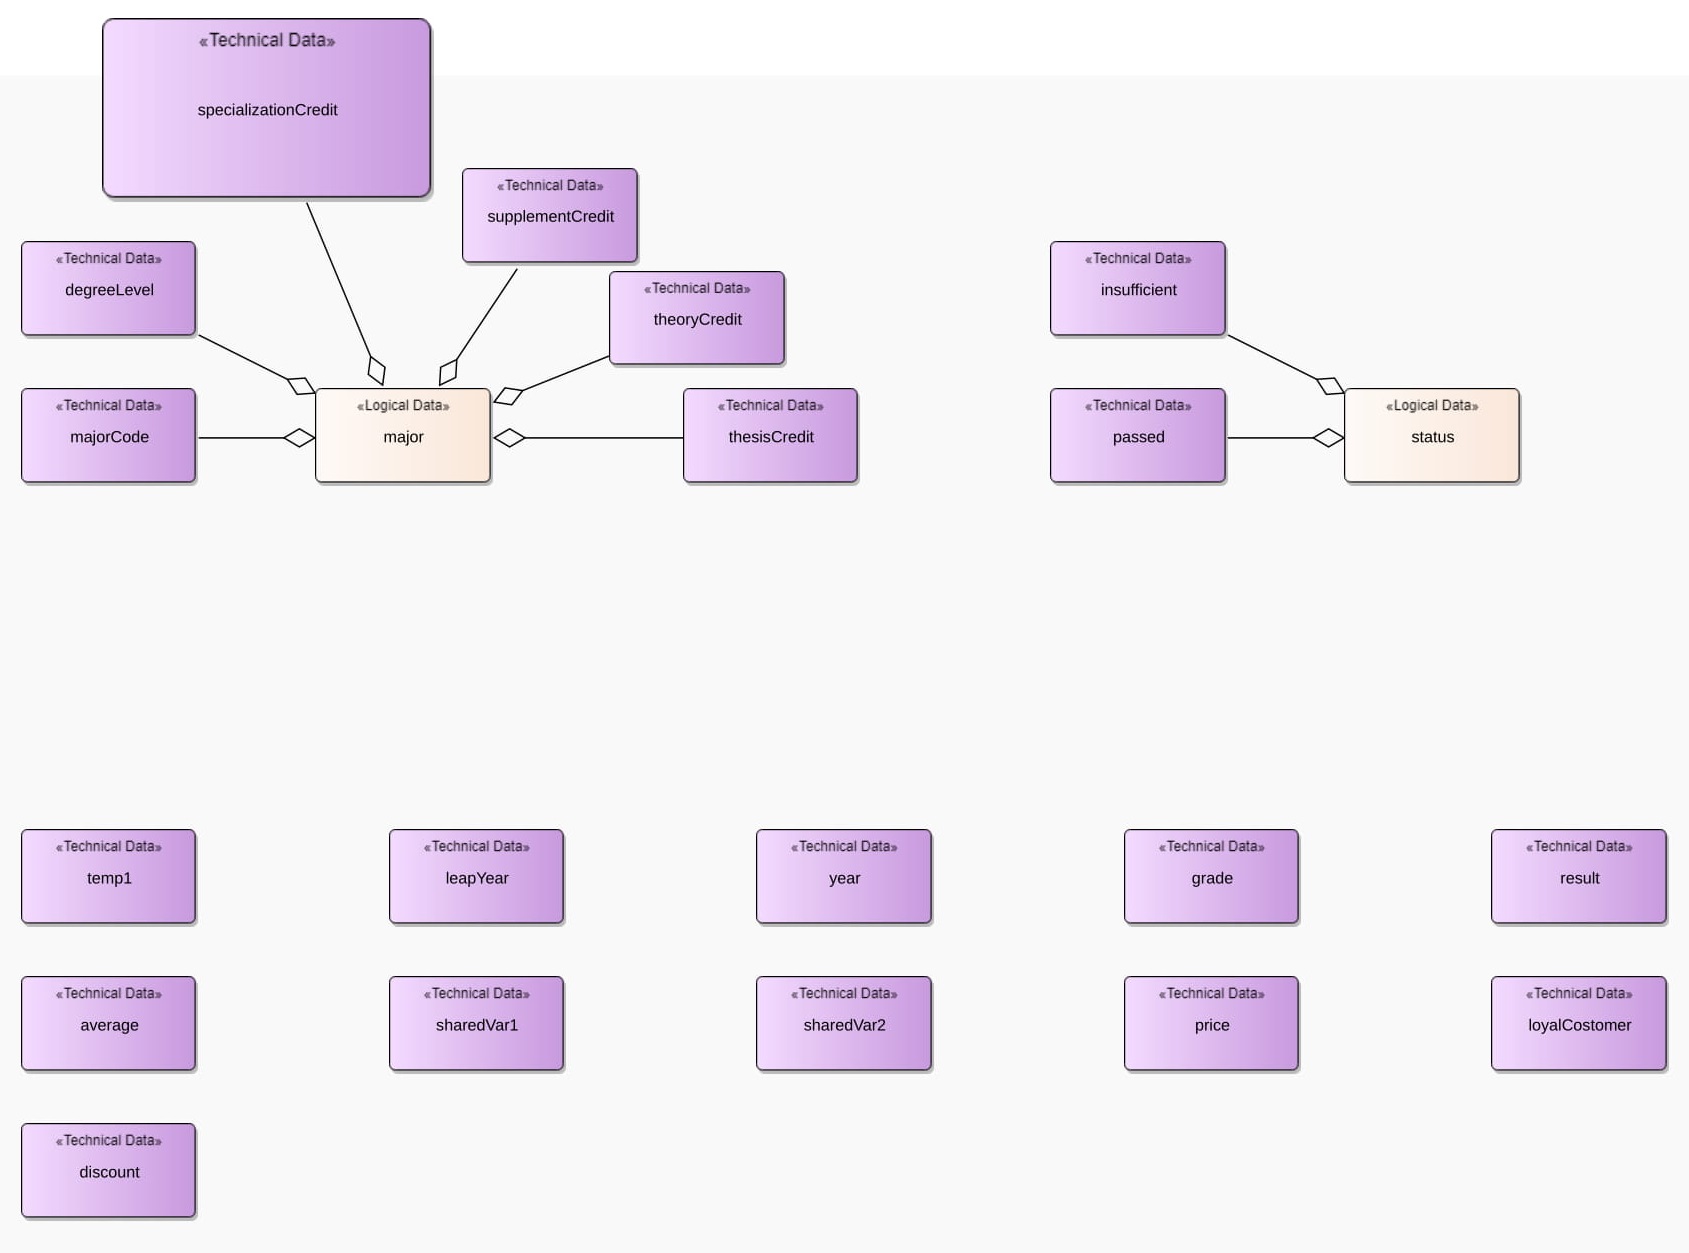 «Technical Data»
specializationCredit
«Technical Data»
supplementCredit
«Technical Data»
degreeLevel
«Technical Data»
theoryCredit
«Technical Data»
insufficient
«Technical Data»
majorCode
«Logical Data»
major
«Technical Data»
thesisCredit
«Technical Data»
passed
«Logical Data»
status
«Technical Data»
temp1
«Technical Data»
leapYear
«Technical Data»
year
«Technical Data»
grade
«Technical Data»
result
«Technical Data»
average
«Technical Data»
sharedVar1
«Technical Data»
sharedVar2
«Technical Data»
price
«Technical Data»
loyalCostomer
«Technical Data»
discount